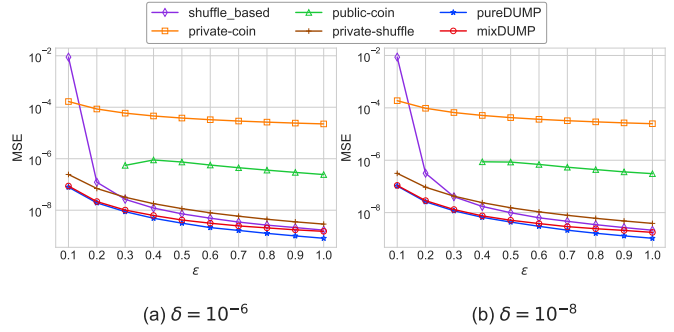 shuffle_based public-coin pureDUMP
private-coin private-shuffle mixDUMP
MSE
10⁻²
10⁻⁴
10⁻⁶
10⁻⁸
0.1 0.2 0.3 0.4 0.5 0.6 0.7 0.8 0.9 1.0
ε
(a) δ = 10⁻⁶
MSE
10⁻²
10⁻⁴
10⁻⁶
10⁻⁸
0.1 0.2 0.3 0.4 0.5 0.6 0.7 0.8 0.9 1.0
ε
(b) δ = 10⁻⁸